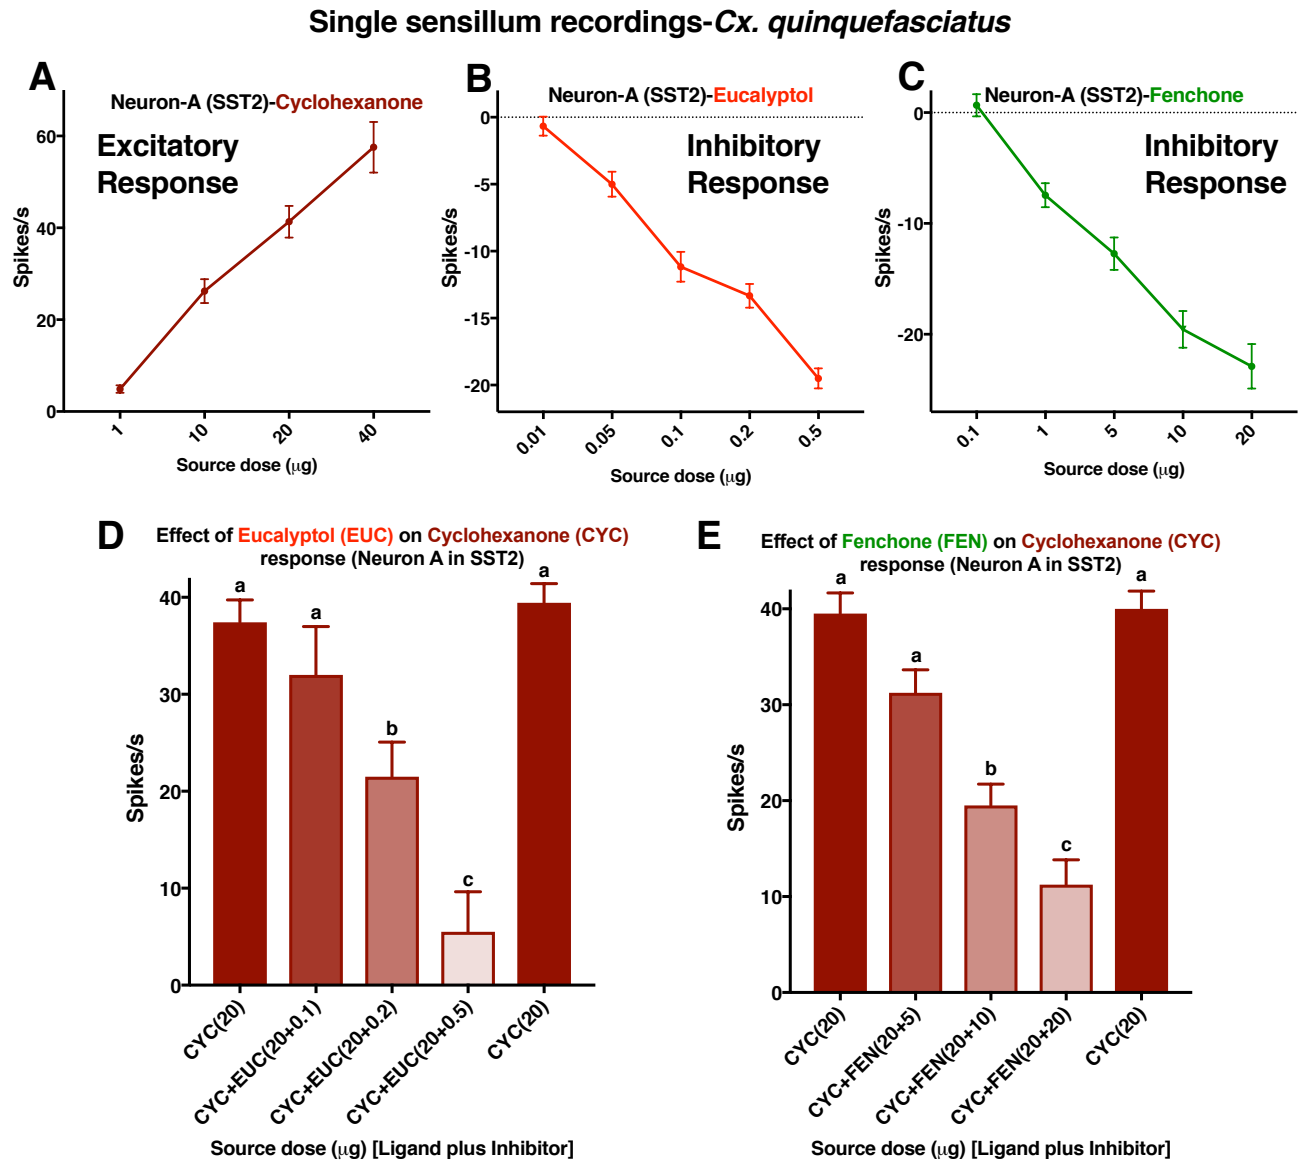 Single sensillum recordings-Cx. quinquefasciatus
A
Neuron-A (SST2)-Cyclohexanone
Excitatory
Response
Spikes/s
60
40
20
0
1
10
20
40
Source dose (μg)
B
Neuron-A (SST2)-Eucalyptol
Inhibitory
Response
Spikes/s
0
-5
-10
-15
-20
0.01
0.05
0.1
0.2
0.5
Source dose (μg)
C
Neuron-A (SST2)-Fenchone
Inhibitory
Response
Spikes/s
0
-10
-20
0.1
1
5
10
20
Source dose (μg)
D
Effect of Eucalyptol (EUC) on Cyclohexanone (CYC)
response (Neuron A in SST2)
Spikes/s
40
30
20
10
0
a
a
b
c
a
CYC(20)
CYC+EUC(20+0.1)
CYC+EUC(20+0.2)
CYC+EUC(20+0.5)
CYC(20)
Source dose (μg) [Ligand plus Inhibitor]
E
Effect of Fenchone (FEN) on Cyclohexanone (CYC)
response (Neuron A in SST2)
Spikes/s
40
30
20
10
0
a
a
b
c
a
CYC(20)
CYC+FEN(20+5)
CYC+FEN(20+10)
CYC+FEN(20+20)
CYC(20)
Source dose (μg) [Ligand plus Inhibitor]